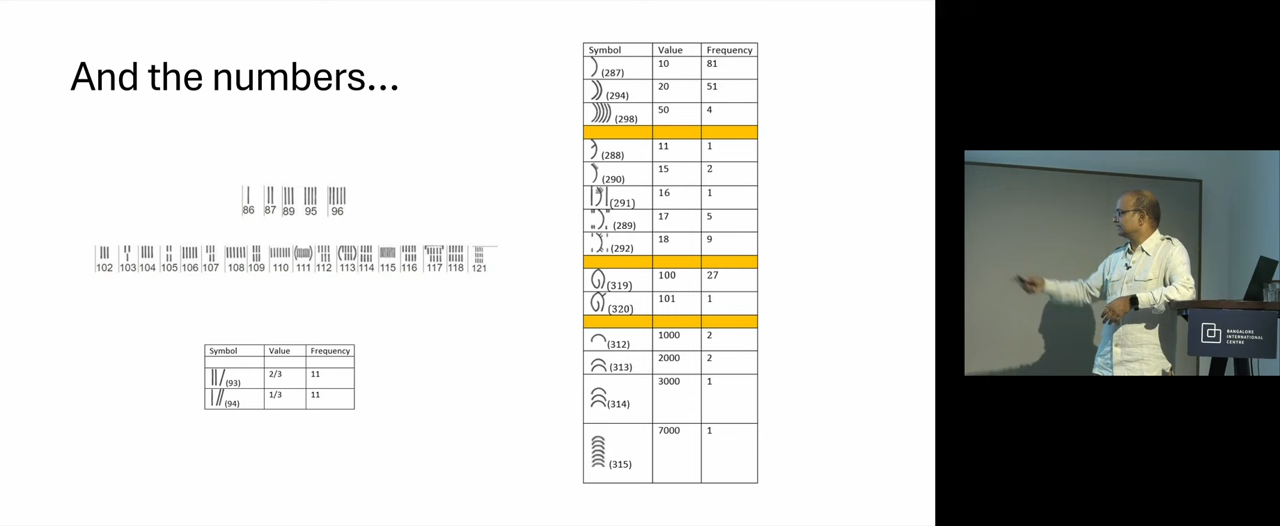 And the numbers...
86 87 89 95 96
102 103 104 105 106 107 108 109 110 111 112 113 114 115 116 117 118 121
Symbol Value Frequency
(93) 2/3 11
(94) 1/3 11
Symbol Value Frequency
(287) 10 81
(294) 20 51
(298) 50 4
(288) 11 1
(290) 15 2
(291) 16 1
(289) 17 5
(292) 18 9
(319) 100 27
(320) 101 1
(312) 1000 2
(313) 2000 2
(314) 3000 1
(315) 7000 1
BANGALORE
INTERNATIONAL
CENTRE